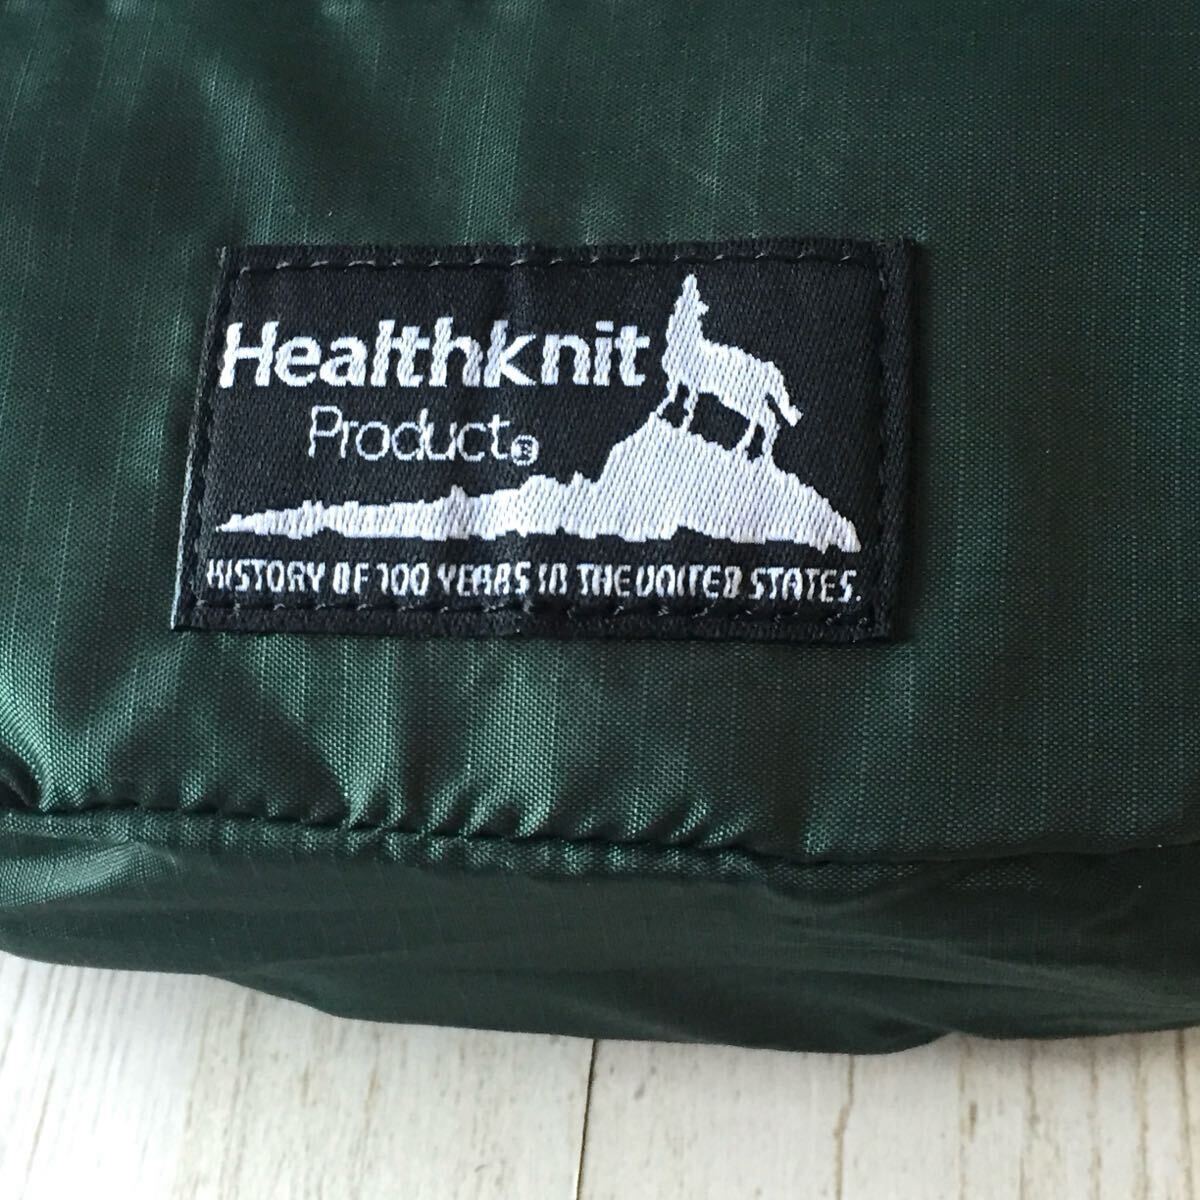 Healthknit
Product®
HISTORY OF 100 YEARS IN THE UNITED STATES.